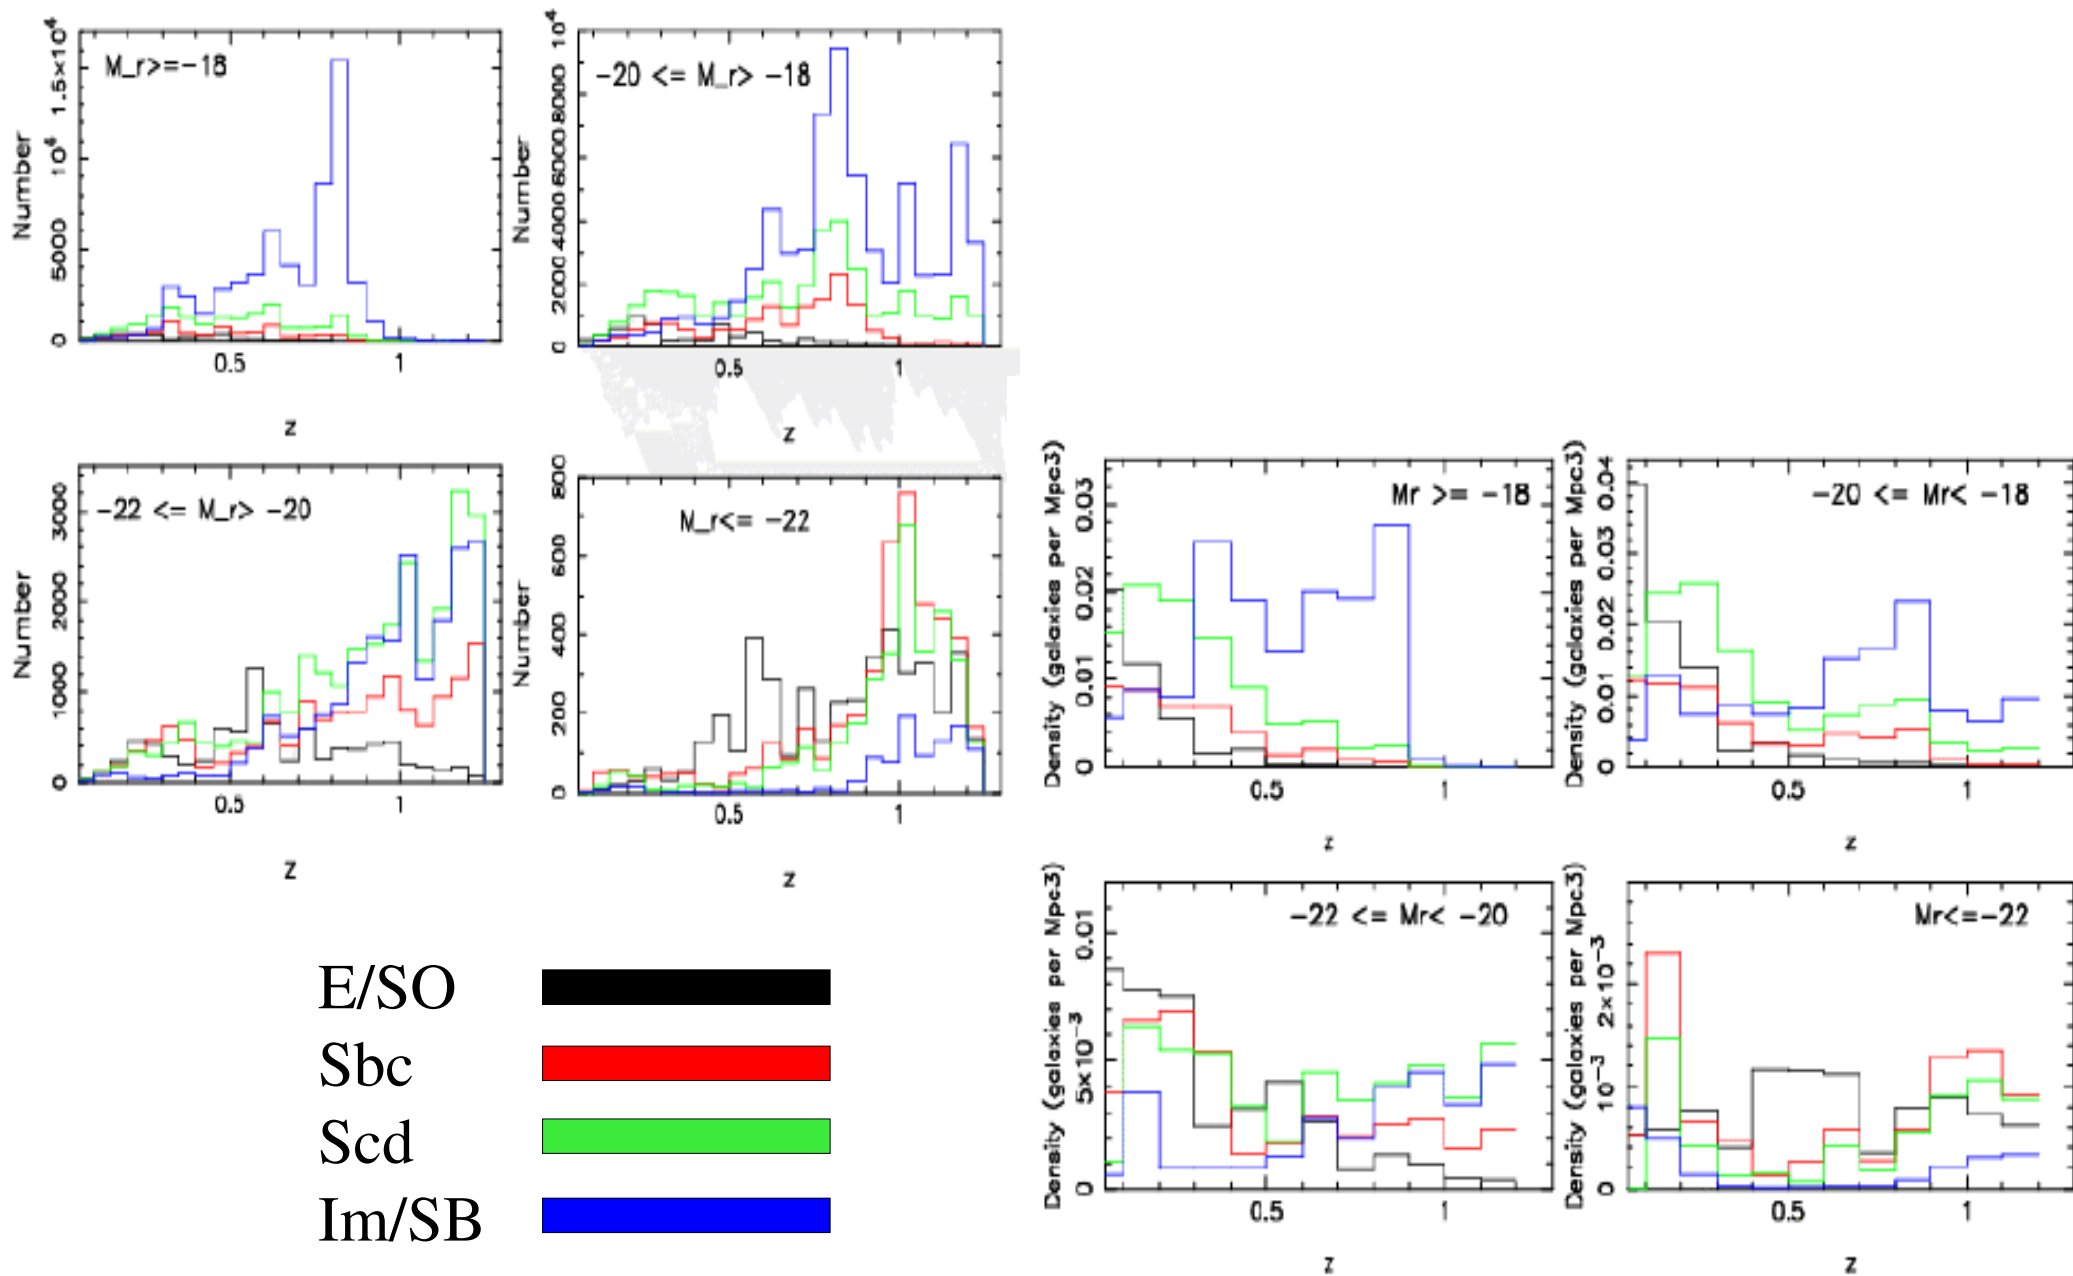 M_r>=-18
Number
0
5000
10^4
1.5×10^4
0.5
1
z
-20 <= M_r> -18
Number
0
2000
4000
6000
8000
10^4
0.5
1
z
-22 <= M_r> -20
Number
0
1000
2000
3000
0.5
1
z
M_r<= -22
Number
0
200
400
600
800
0.5
1
z
Mr >= -18
Density (galaxies per Mpc3)
0
0.01
0.02
0.03
0.5
1
z
-20 <= Mr< -18
Density (galaxies per Mpc3)
0
0.01
0.02
0.03
0.04
0.5
1
z
-22 <= Mr< -20
Density (galaxies per Mpc3)
0
5×10^-3
0.01
0.5
1
z
Mr<=-22
Density (galaxies per Mpc3)
0
10^-3
2×10^-3
0.5
1
z
E/SO
Sbc
Scd
Im/SB